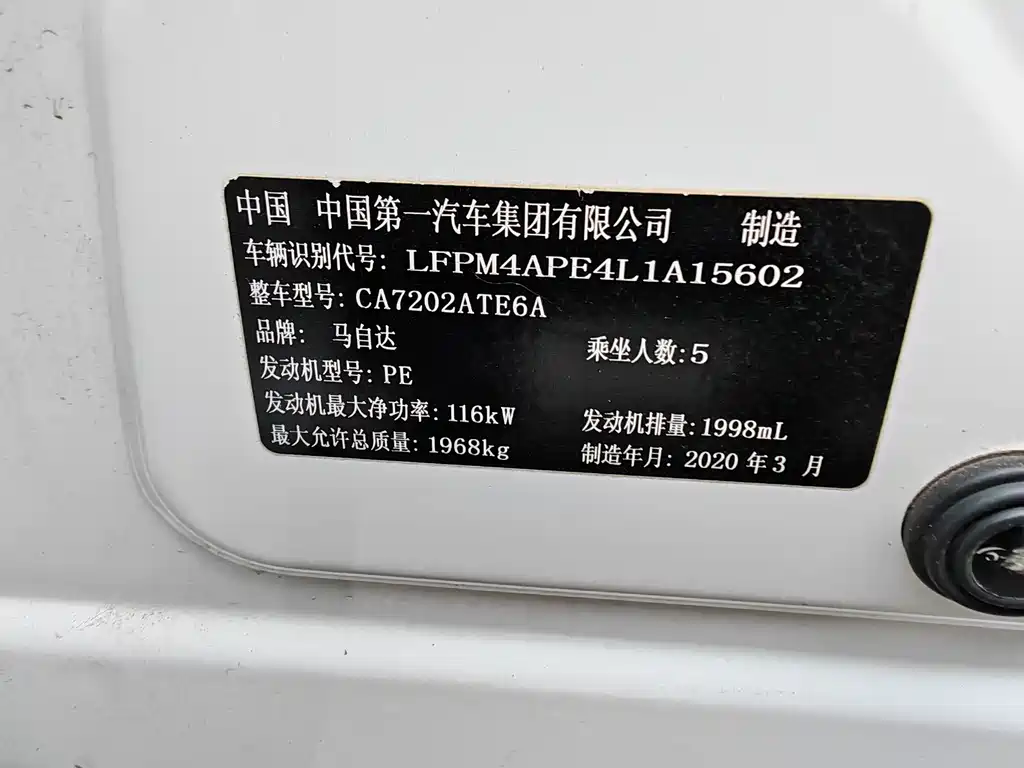 中国 中国第一汽车集团有限公司 制造
车辆识别代号: LFPM4APE4L1A15602
整车型号: CA7202ATE6A
品牌: 马自达 乘坐人数:5
发动机型号: PE
发动机最大净功率: 116kW 发动机排量: 1998mL
最大允许总质量: 1968kg 制造年月: 2020 年 3 月